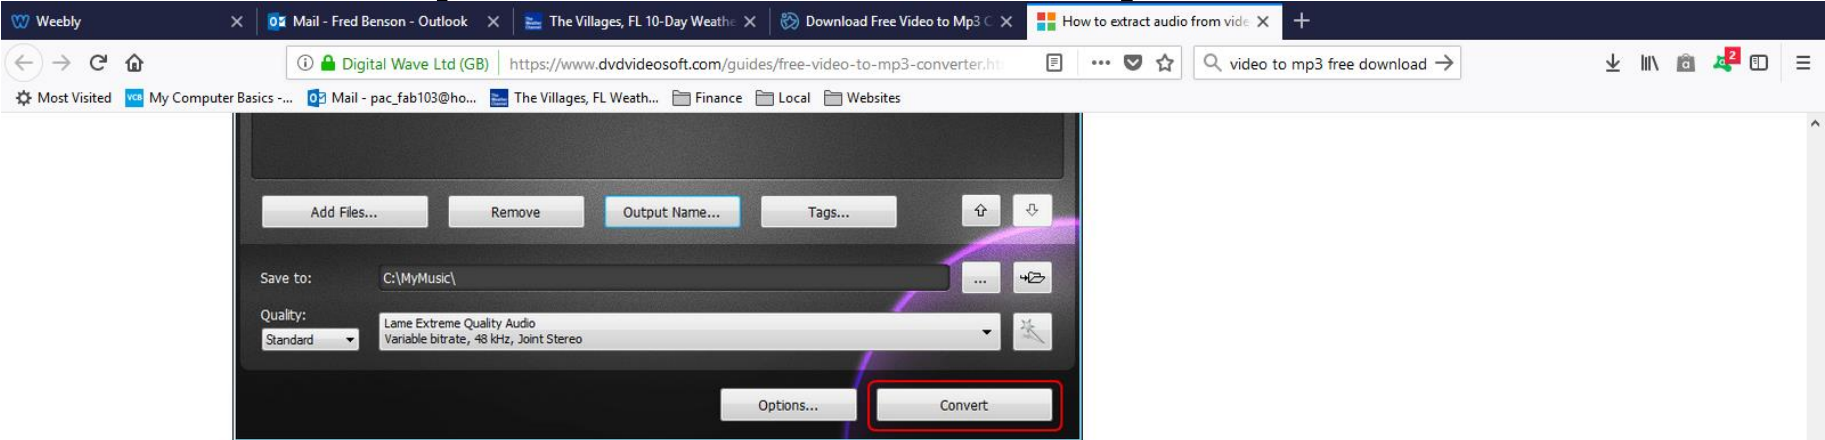 Weebly
Mail - Fred Benson - Outlook
The Villages, FL 10-Day Weathe
Download Free Video to Mp3 C
How to extract audio from vide
Digital Wave Ltd (GB) https://www.dvdvideosoft.com/guides/free-video-to-mp3-converter.ht
video to mp3 free download
2
Most Visited My Computer Basics -... Mail - pac_fab103@ho... The Villages, FL Weath... Finance Local Websites
Add Files... Remove Output Name... Tags...
Save to: C:\MyMusic\ ...
Quality:
Standard
Lame Extreme Quality Audio
Variable bitrate, 48 kHz, Joint Stereo
Options... Convert